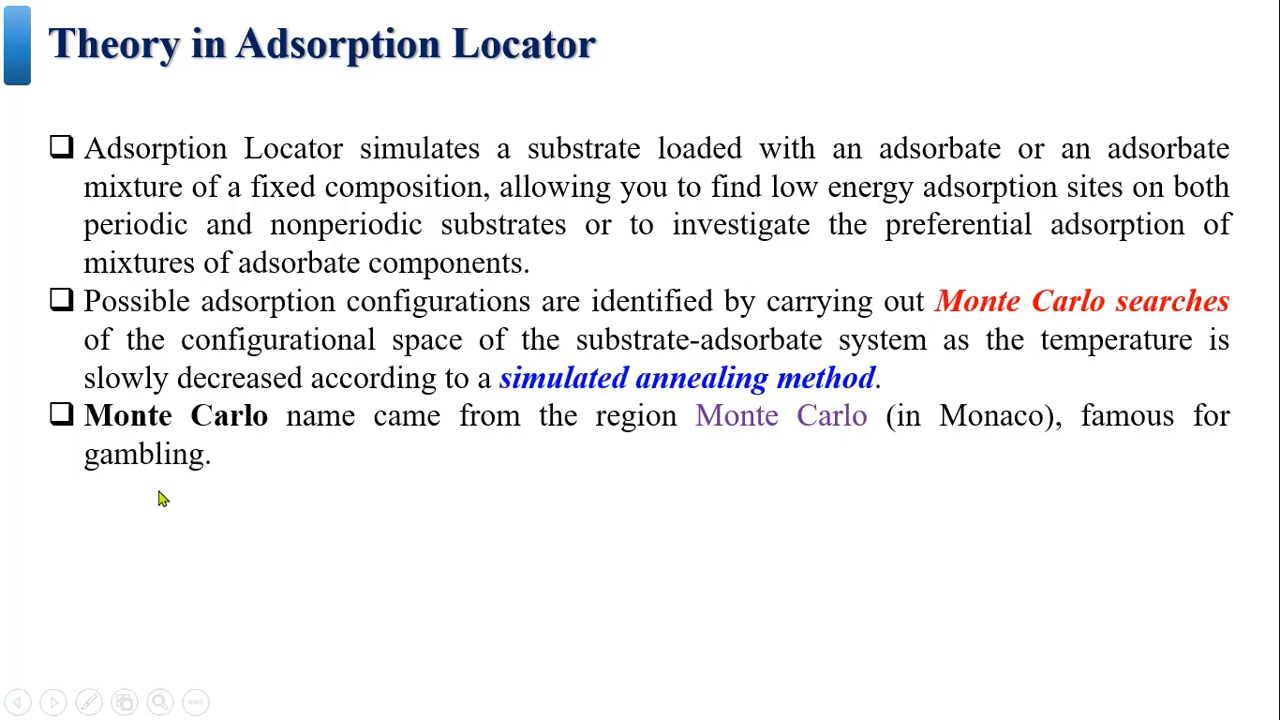 Theory in Adsorption Locator
Adsorption Locator simulates a substrate loaded with an adsorbate or an adsorbate
mixture of a fixed composition, allowing you to find low energy adsorption sites on both
periodic and nonperiodic substrates or to investigate the preferential adsorption of
mixtures of adsorbate components.
Possible adsorption configurations are identified by carrying out Monte Carlo searches
of the configurational space of the substrate-adsorbate system as the temperature is
slowly decreased according to a simulated annealing method.
Monte Carlo name came from the region Monte Carlo (in Monaco), famous for
gambling.